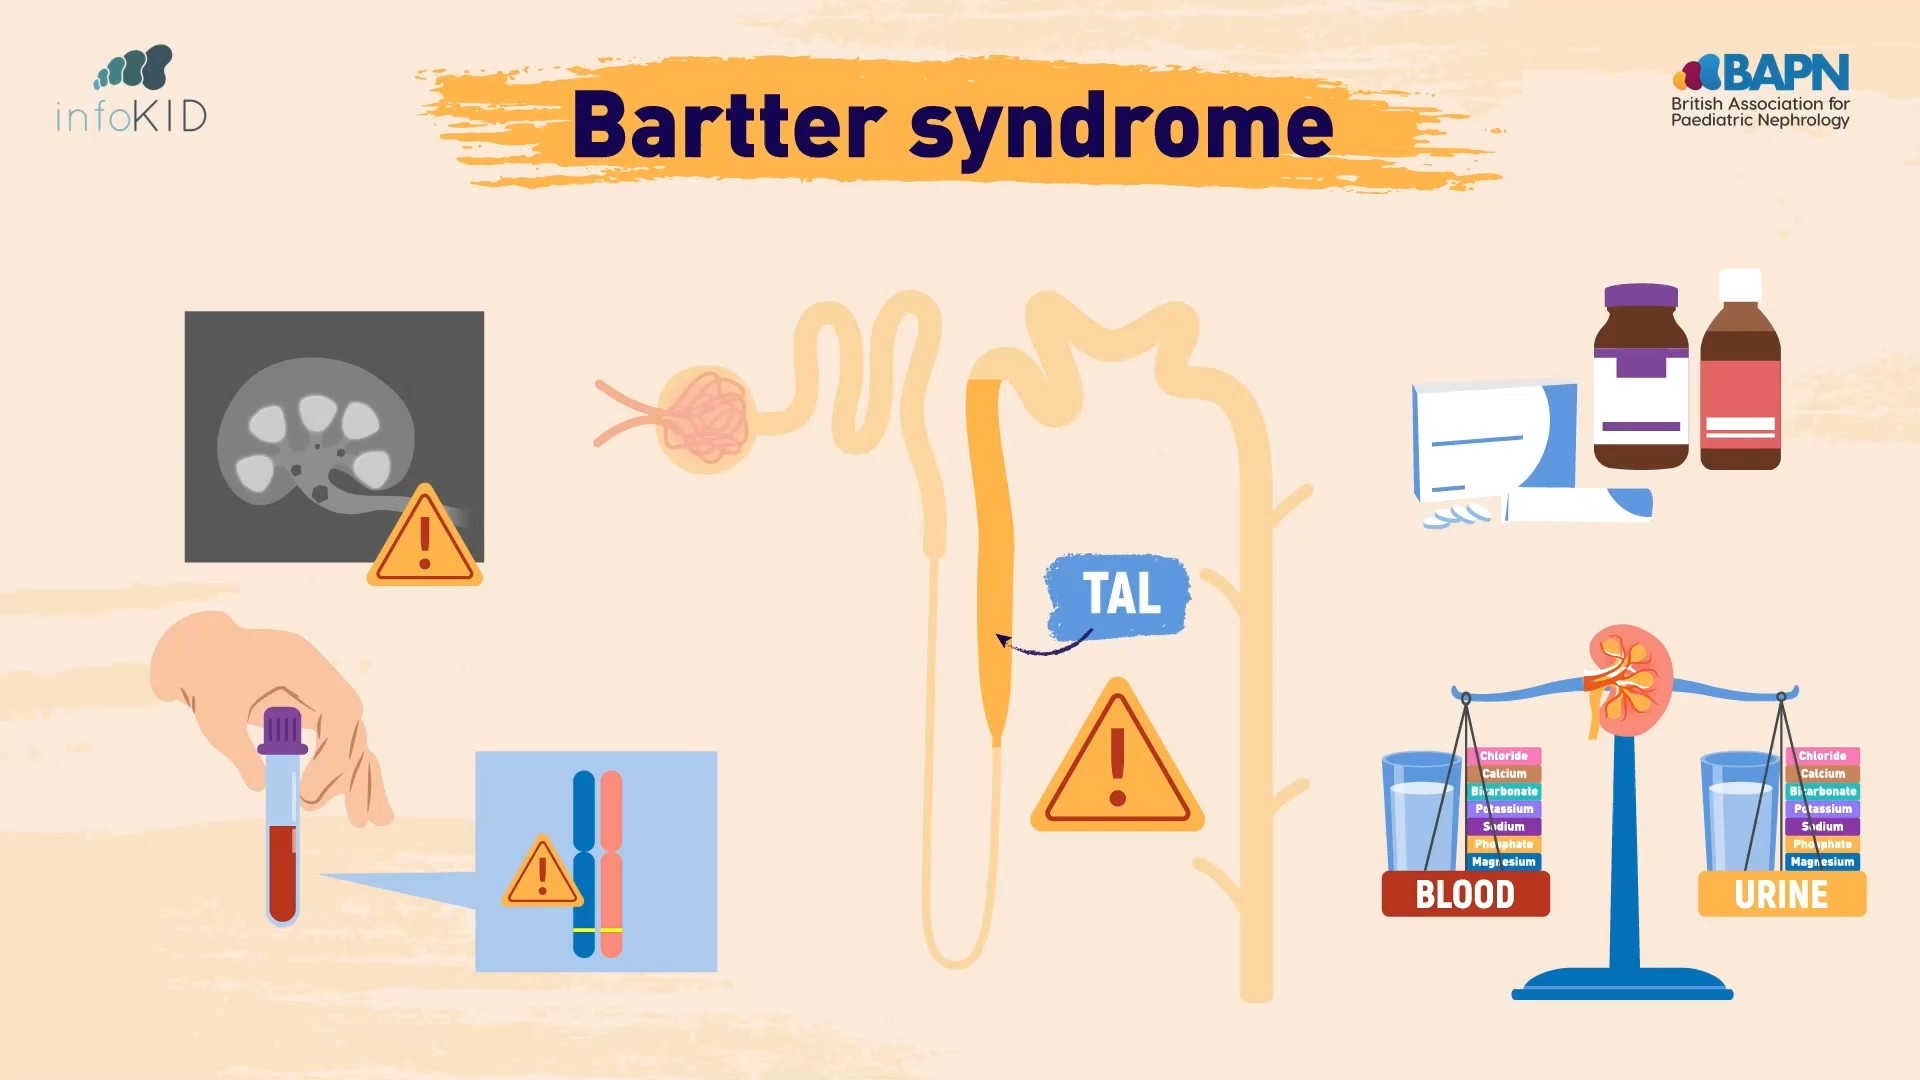 infoKID
Bartter syndrome
BAPN
British Association for
Paediatric Nephrology
TAL
Chloride
Calcium
Bicarbonate
Potassium
Sodium
Phosphate
Magnesium
BLOOD
Chloride
Calcium
Bicarbonate
Potassium
Sodium
Phosphate
Magnesium
URINE